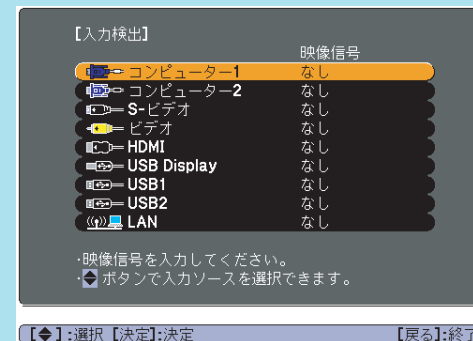 【入力検出】
映像信号
コンピューター1 なし
コンピューター2 なし
S-ビデオ なし
ビデオ なし
HDMI なし
USB Display なし
USB1 なし
USB2 なし
LAN なし
・映像信号を入力してください。
・ ボタンで入力ソースを選択できます。
【◆】:選択 【決定】:決定 【戻る】:終了